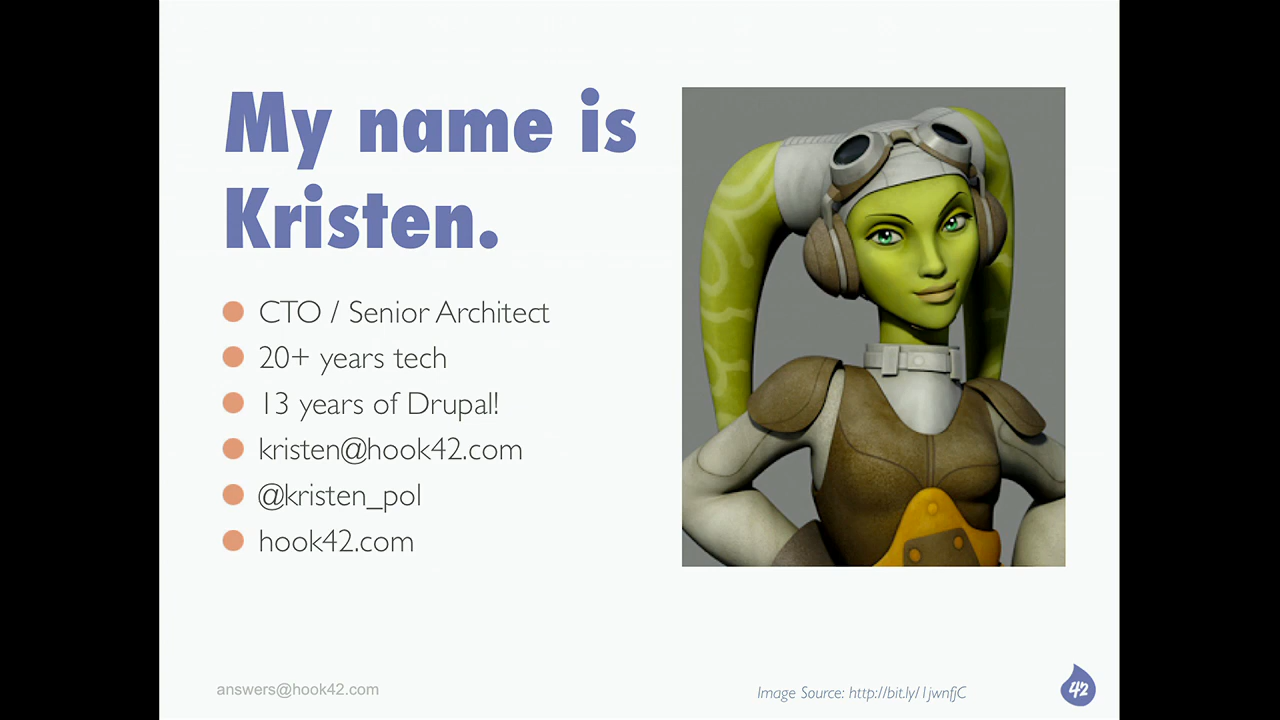 My name is
Kristen.
CTO / Senior Architect
20+ years tech
13 years of Drupal!
kristen@hook42.com
@kristen_pol
hook42.com
answers@hook42.com
Image Source: http://bit.ly/1jwnfjC
42